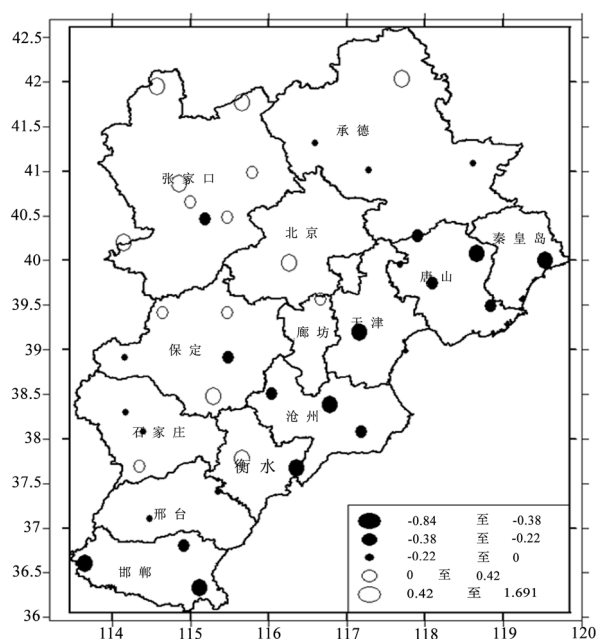 42.5
42
41.5
承德
41
张家口
40.5
北京
秦皇岛
40
唐山
39.5
天津
廊坊
39
保定
38.5
沧州
38
石家庄
衡水
37.5
邢台
37
-0.84 至 -0.38
-0.38 至 -0.22
36.5
-0.22 至 0
邯郸
0 至 0.42
0.42 至 1.691
36
114 115 116 117 118 119 120